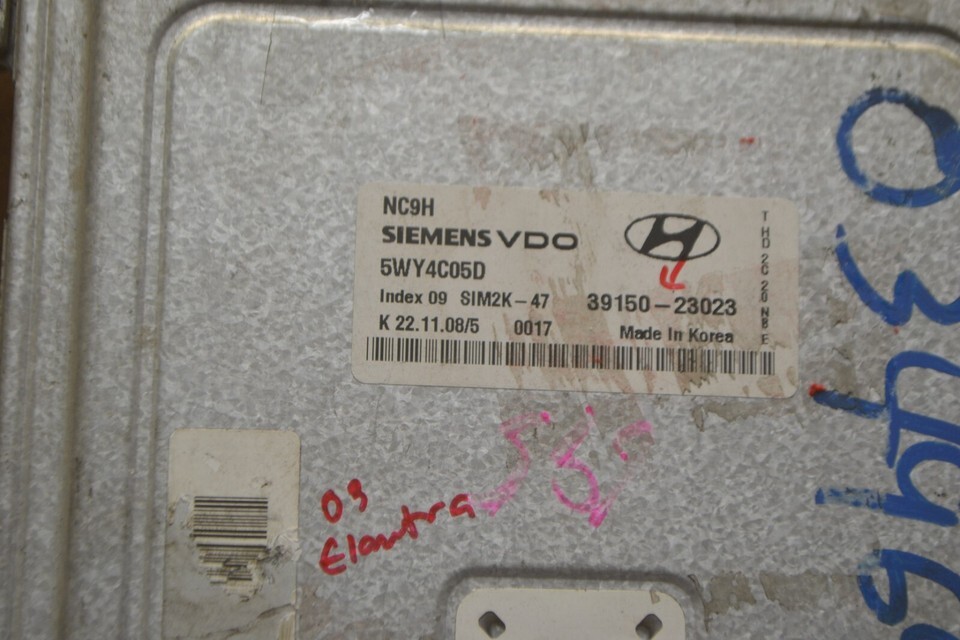 NC9H
SIEMENS VDO
5WY4C05D
Index 09 SIM2K-47 39150-23023
K 22.11.08/5 0017 Made In Korea
THD 2C 20 NB E
03
Elantra